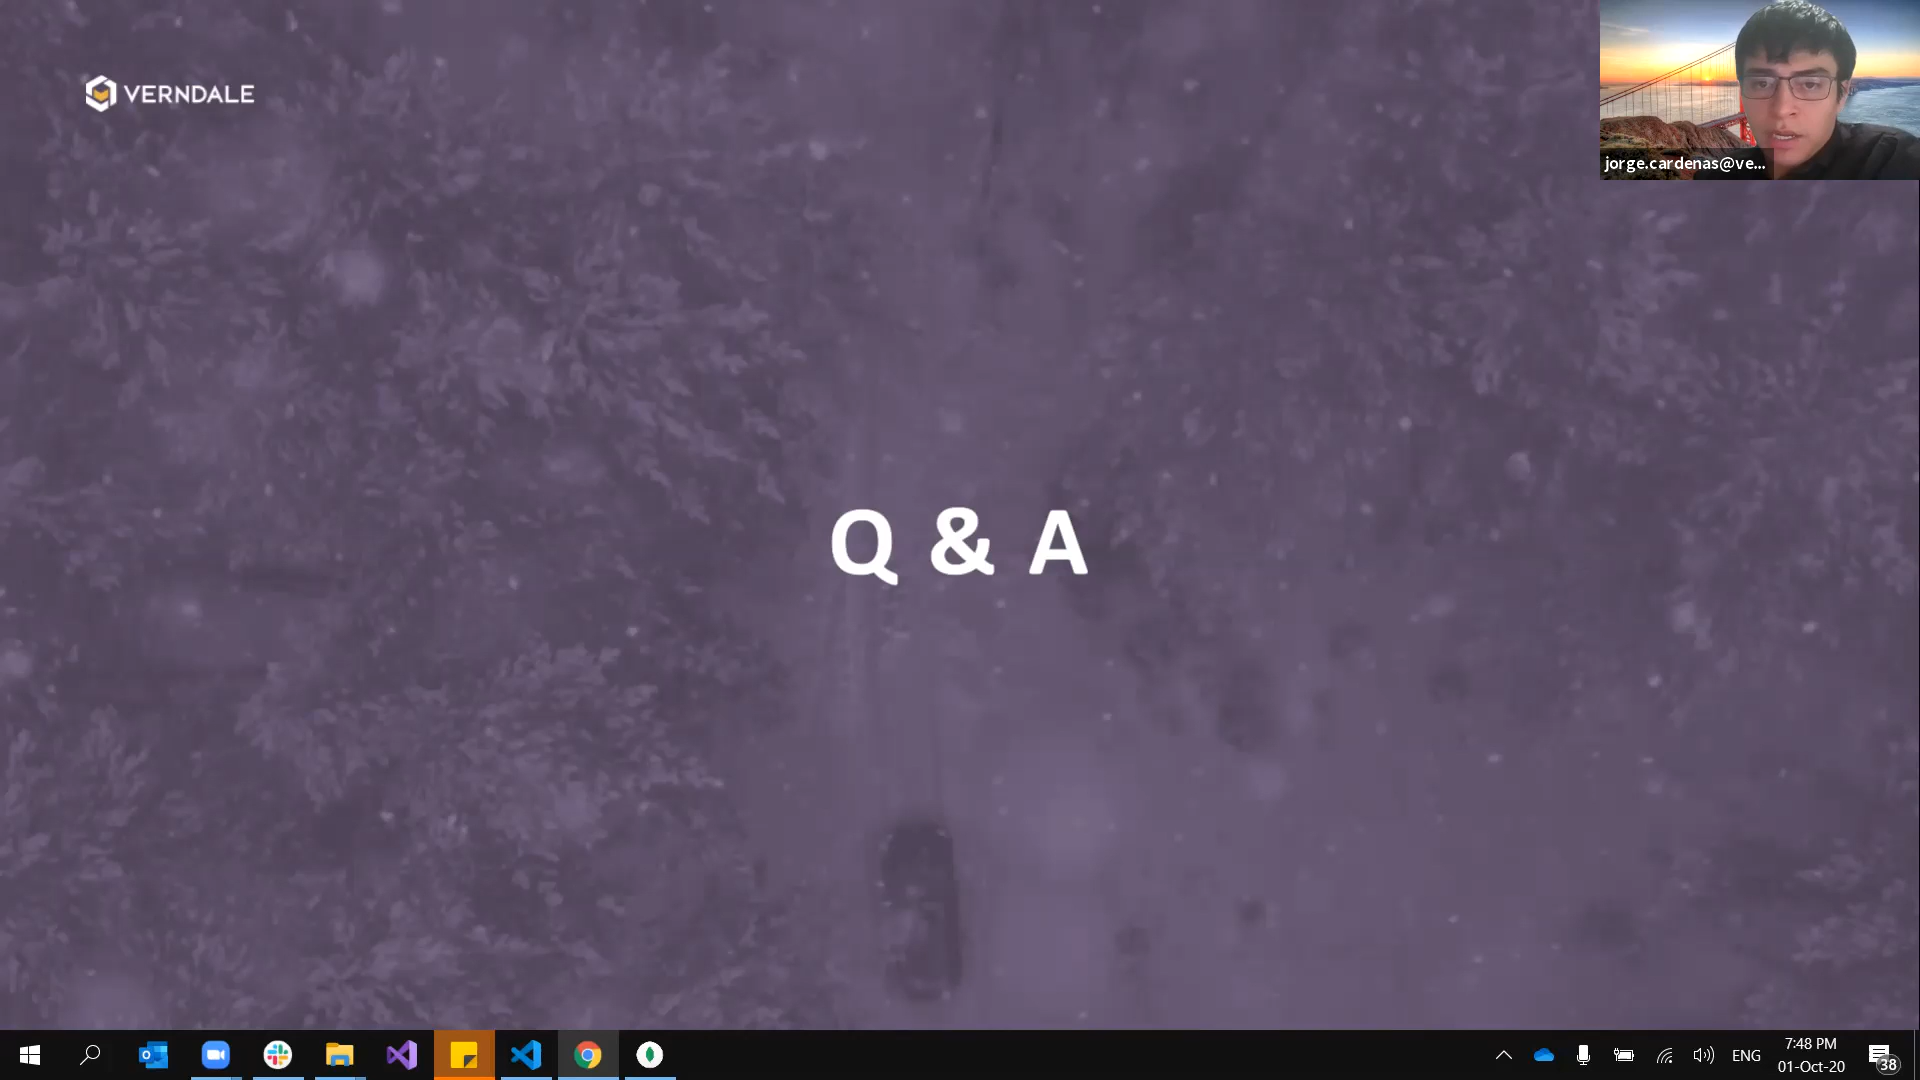 VERNDALE
jorge.cardenas@ve...
Q & A
ENG
7:48 PM
01-Oct-20
38